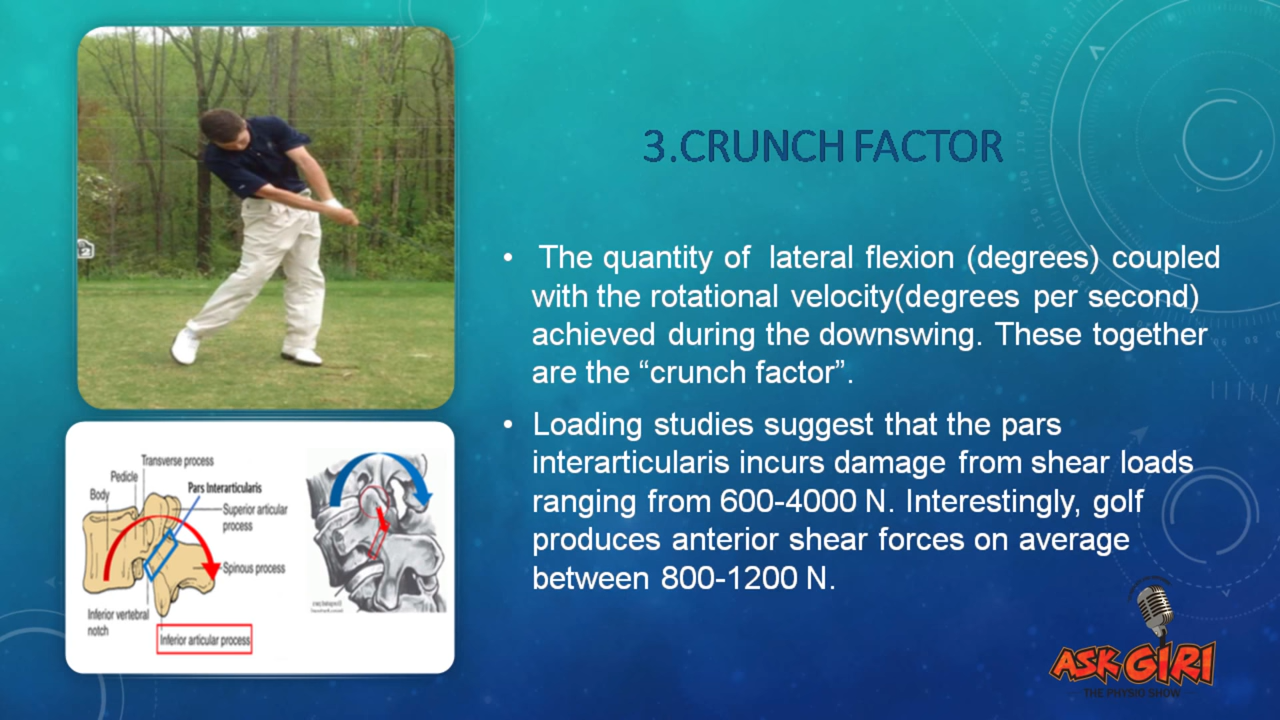 3.CRUNCH FACTOR
• The quantity of lateral flexion (degrees) coupled
with the rotational velocity(degrees per second)
achieved during the downswing. These together
are the “crunch factor”.
• Loading studies suggest that the pars
interarticularis incurs damage from shear loads
ranging from 600-4000 N. Interestingly, golf
produces anterior shear forces on average
between 800-1200 N.
Transverse process
Pedicle
Body
Pars Interarticularis
Superior articular
process
Spinous process
Inferior vertebral
notch
Inferior articular process
ASK GIRI
THE PHYSIO SHOW